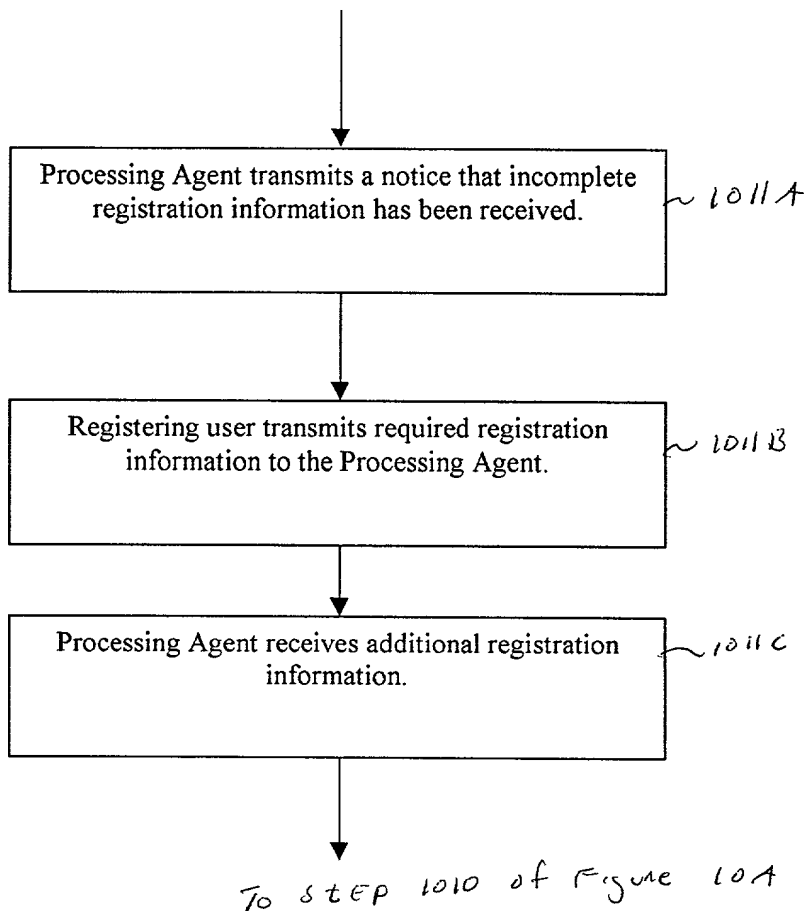 Processing Agent transmits a notice that incomplete
registration information has been received.
1011A
Registering user transmits required registration
information to the Processing Agent.
1011B
Processing Agent receives additional registration
information.
1011C
To STEP 1010 of Figure 10A